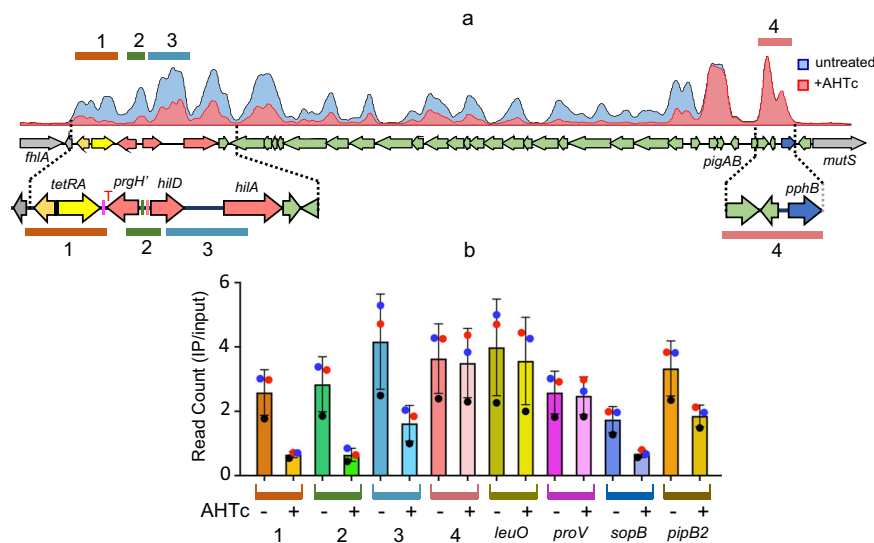 a
1 2 3 4
untreated
+AHTc
fhlA pigAB mutS
tetRA prgH' hilD hilA pphB
T
1 2 3 4
b
Read Count (IP/input)
6
4
2
0
AHTc - + - + - + - + - + - + - + - +
1 2 3 4 leuO proV sopB pipB2